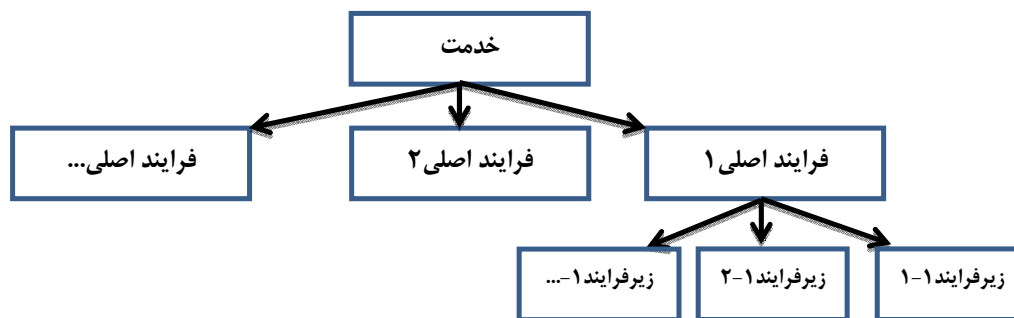 خدمت
فرایند اصلی۱
فرایند اصلی۲
فرایند اصلی...
زیرفرایند۱-۱
زیرفرایند۱-۲
زیرفرایند۱-...